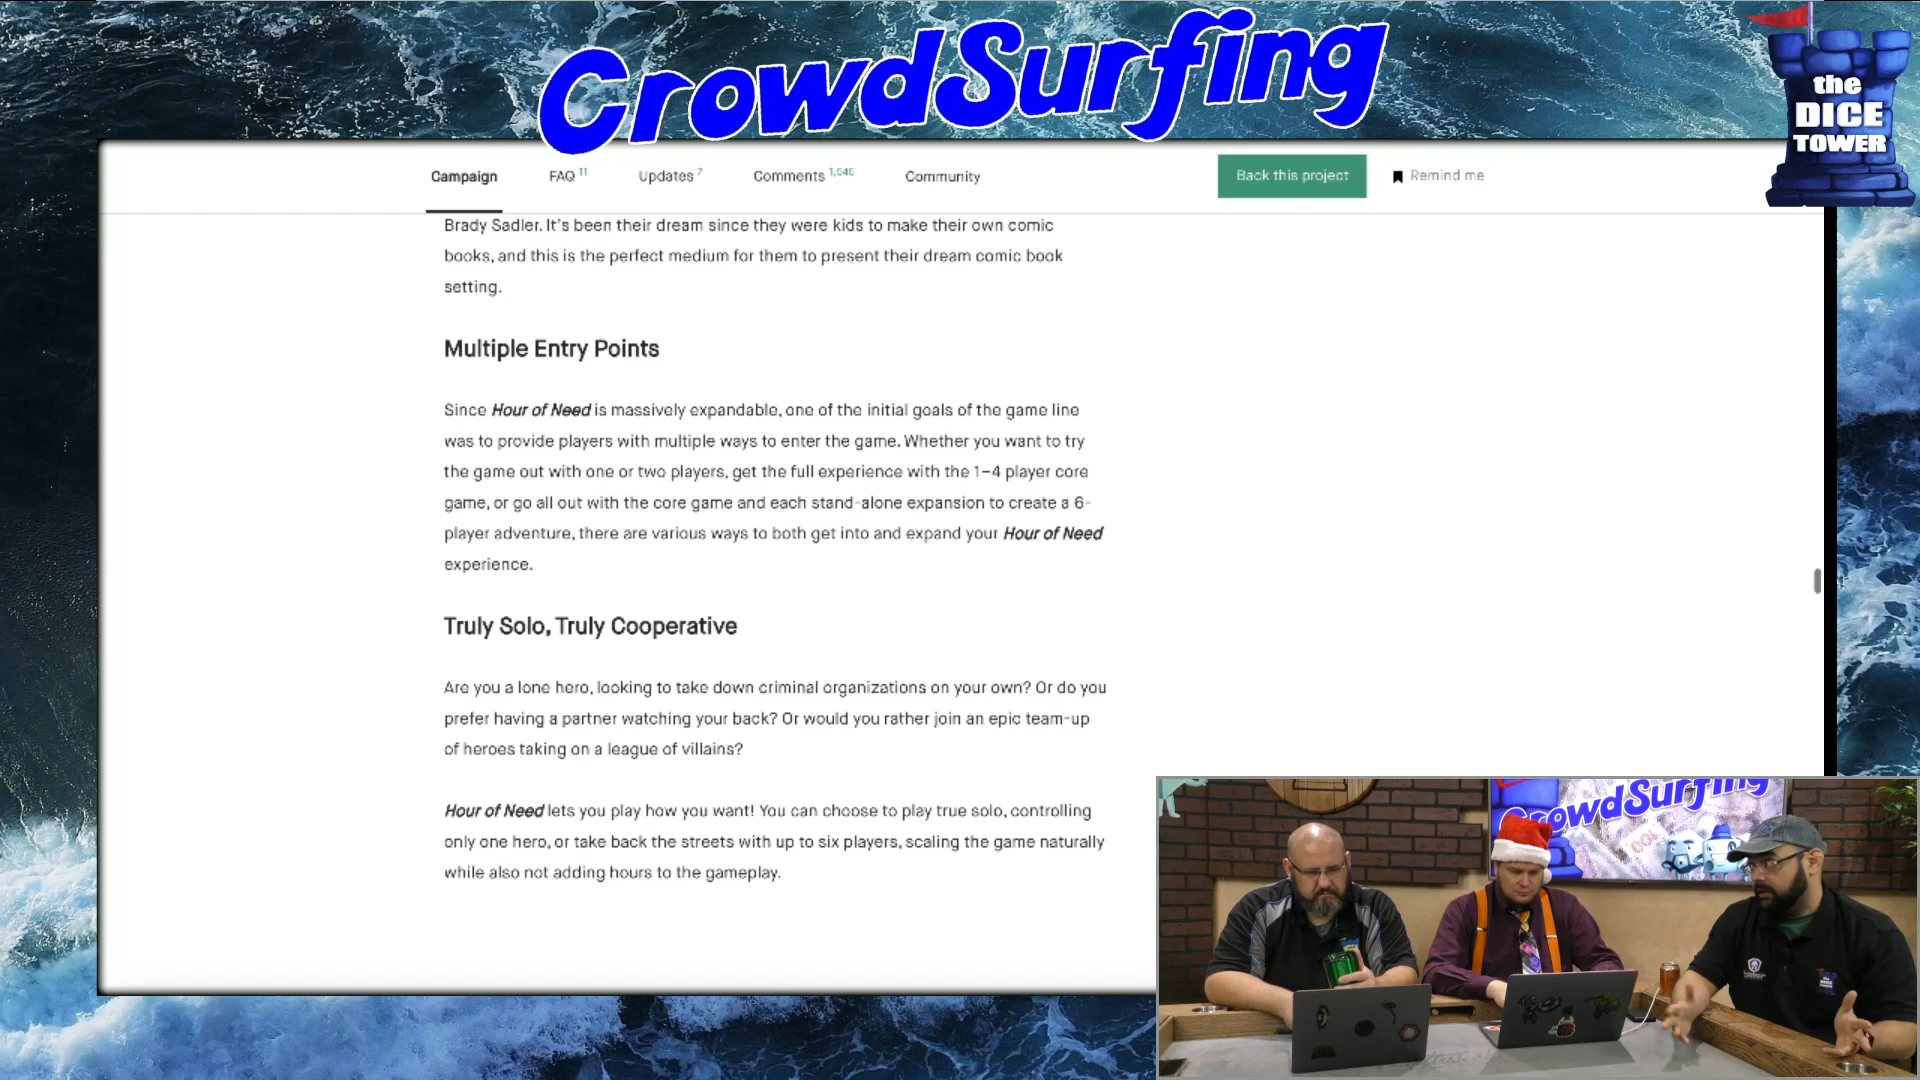 CrowdSurfing
the
DICE
TOWER
Campaign
FAQ 11
Updates 7
Comments
Community
Back this project
Remind me
Brady Sadler. It's been their dream since they were kids to make their own comic
books, and this is the perfect medium for them to present their dream comic book
setting.
Multiple Entry Points
Since Hour of Need is massively expandable, one of the initial goals of the game line
was to provide players with multiple ways to enter the game. Whether you want to try
the game out with one or two players, get the full experience with the 1–4 player core
game, or go all out with the core game and each stand-alone expansion to create a 6-
player adventure, there are various ways to both get into and expand your Hour of Need
experience.
Truly Solo, Truly Cooperative
Are you a lone hero, looking to take down criminal organizations on your own? Or do you
prefer having a partner watching your back? Or would you rather join an epic team-up
of heroes taking on a league of villains?
Hour of Need lets you play how you want! You can choose to play true solo, controlling
only one hero, or take back the streets with up to six players, scaling the game naturally
while also not adding hours to the gameplay.
CrowdSurfing